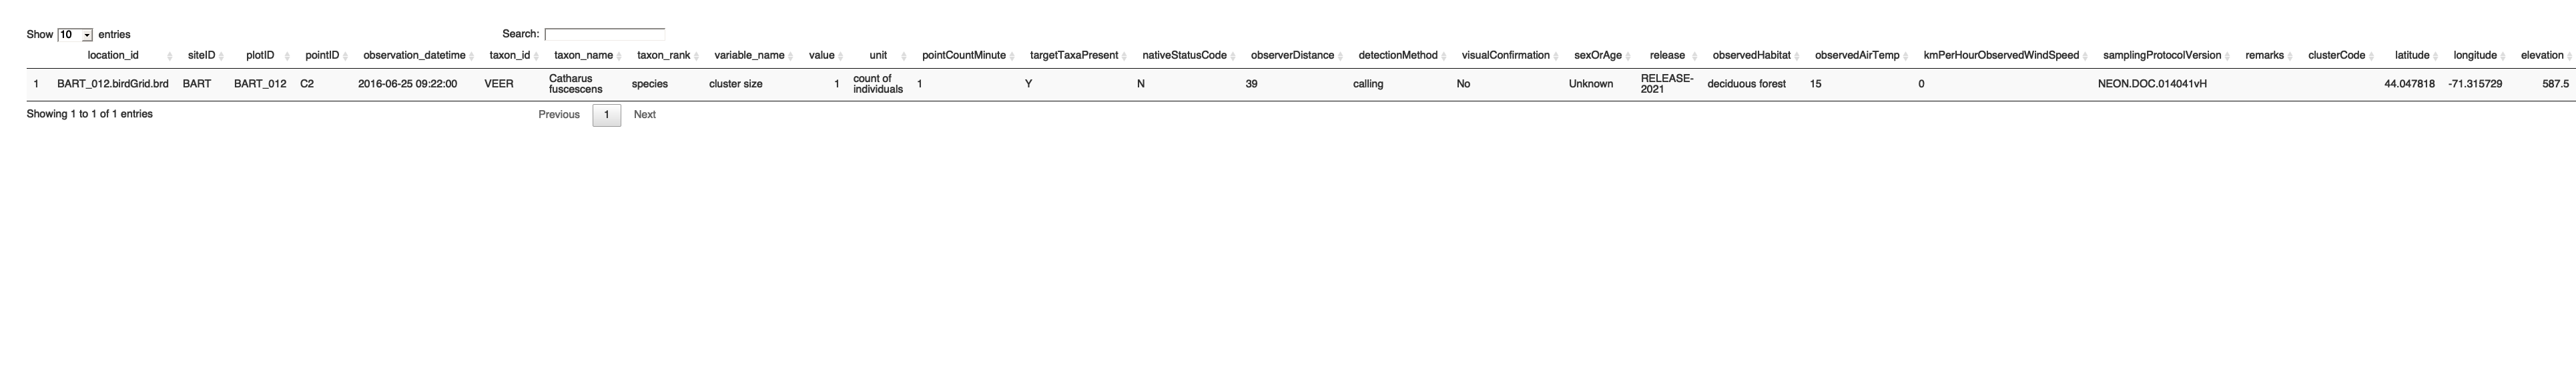 Show 10 entries Search:
location_id siteID plotID pointID observation_datetime taxon_id taxon_name taxon_rank variable_name value unit pointCountMinute targetTaxaPresent nativeStatusCode observerDistance detectionMethod visualConfirmation sexOrAge release observedHabitat observedAirTemp kmPerHourObservedWindSpeed samplingProtocolVersion remarks clusterCode latitude longitude elevation
1 BART_012.birdGrid.brd BART BART_012 C2 2016-06-25 09:22:00 VEER Catharus fuscescens species cluster size 1 count of individuals 1 Y N 39 calling No Unknown RELEASE-2021 deciduous forest 15 0 NEON.DOC.014041vH 44.047818 -71.315729 587.5
Showing 1 to 1 of 1 entries Previous 1 Next